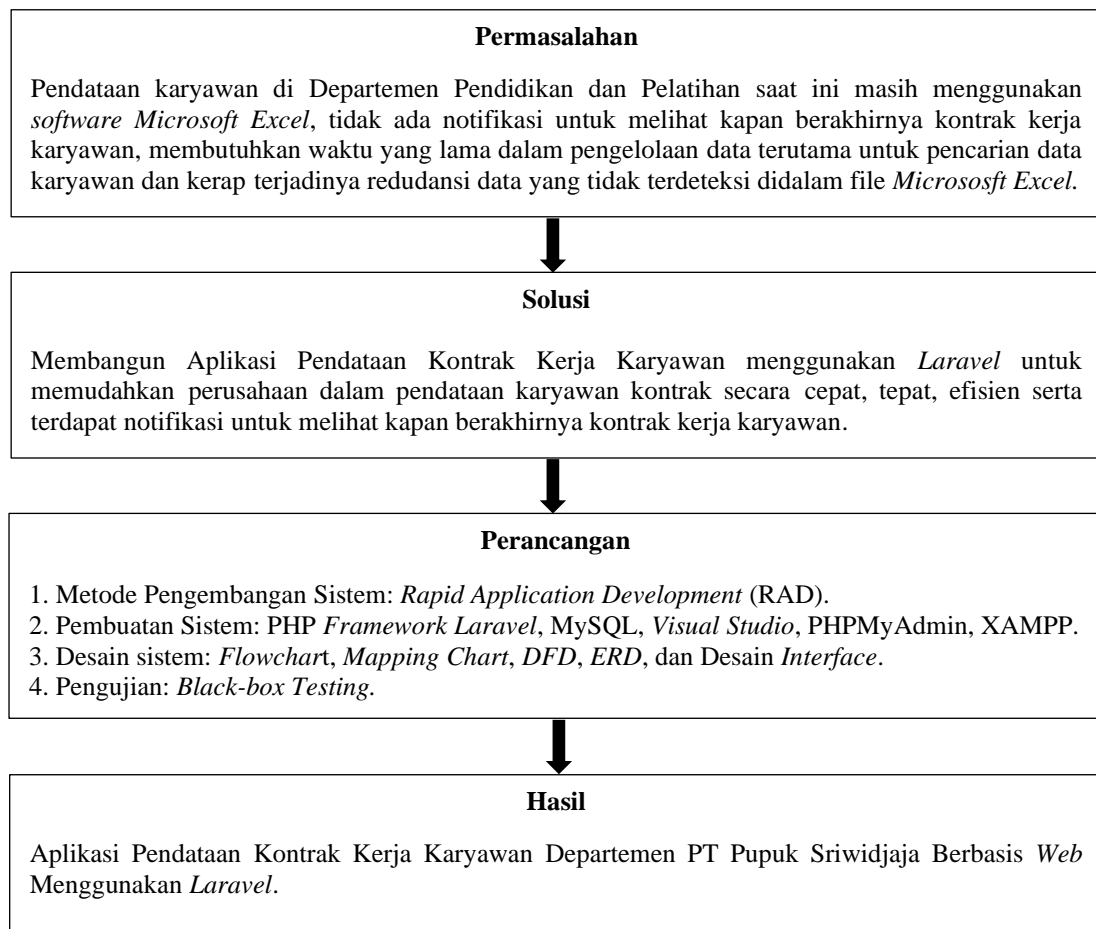 Permasalahan
Pendataan karyawan di Departemen Pendidikan dan Pelatihan saat ini masih menggunakan
software Microsoft Excel, tidak ada notifikasi untuk melihat kapan berakhirnya kontrak kerja
karyawan, membutuhkan waktu yang lama dalam pengelolaan data terutama untuk pencarian data
karyawan dan kerap terjadinya redudansi data yang tidak terdeteksi didalam file Micrososft Excel.
Solusi
Membangun Aplikasi Pendataan Kontrak Kerja Karyawan menggunakan Laravel untuk
memudahkan perusahaan dalam pendataan karyawan kontrak secara cepat, tepat, efisien serta
terdapat notifikasi untuk melihat kapan berakhirnya kontrak kerja karyawan.
Perancangan
1. Metode Pengembangan Sistem: Rapid Application Development (RAD).
2. Pembuatan Sistem: PHP Framework Laravel, MySQL, Visual Studio, PHPMyAdmin, XAMPP.
3. Desain sistem: Flowchart, Mapping Chart, DFD, ERD, dan Desain Interface.
4. Pengujian: Black-box Testing.
Hasil
Aplikasi Pendataan Kontrak Kerja Karyawan Departemen PT Pupuk Sriwidjaja Berbasis Web
Menggunakan Laravel.